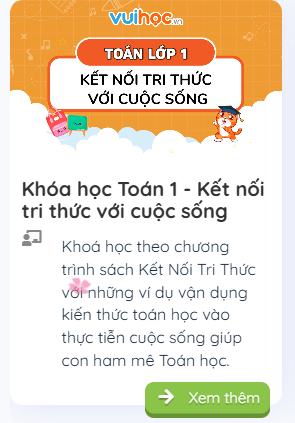 vuihọc.vn
TOÁN LỚP 1
KẾT NỐI TRI THỨC
VỚI CUỘC SỐNG
Khóa học Toán 1 - Kết nối
tri thức với cuộc sống
Khoá học theo chương
trình sách Kết Nối Tri Thức
với những ví dụ vận dụng
kiến thức toán học vào
thực tiễn cuộc sống giúp
con ham mê Toán học.
Xem thêm